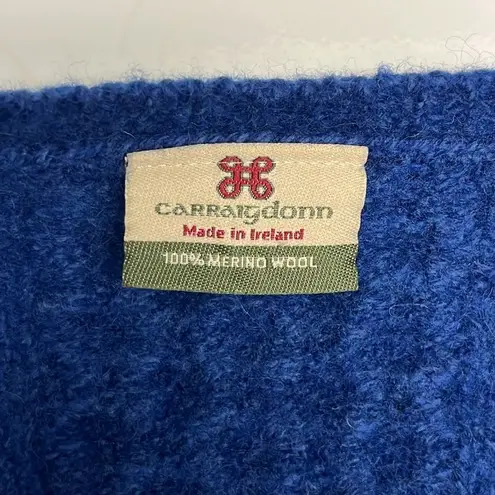 carraigdonn
Made in Ireland
100% MERINO WOOL